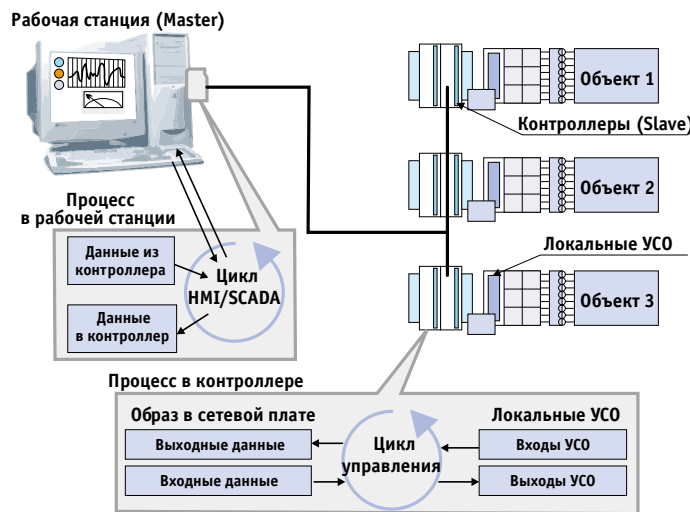 Рабочая станция (Master)
Объект 1
Контроллеры (Slave)
Объект 2
Процесс
в рабочей станции
Локальные УСО
Данные из
контроллера
Цикл
HMI/SCADA
Объект 3
Данные
в контроллер
Процесс в контроллере
Образ в сетевой плате
Локальные УСО
Выходные данные
Цикл
управления
Входы УСО
Входные данные
Выходы УСО